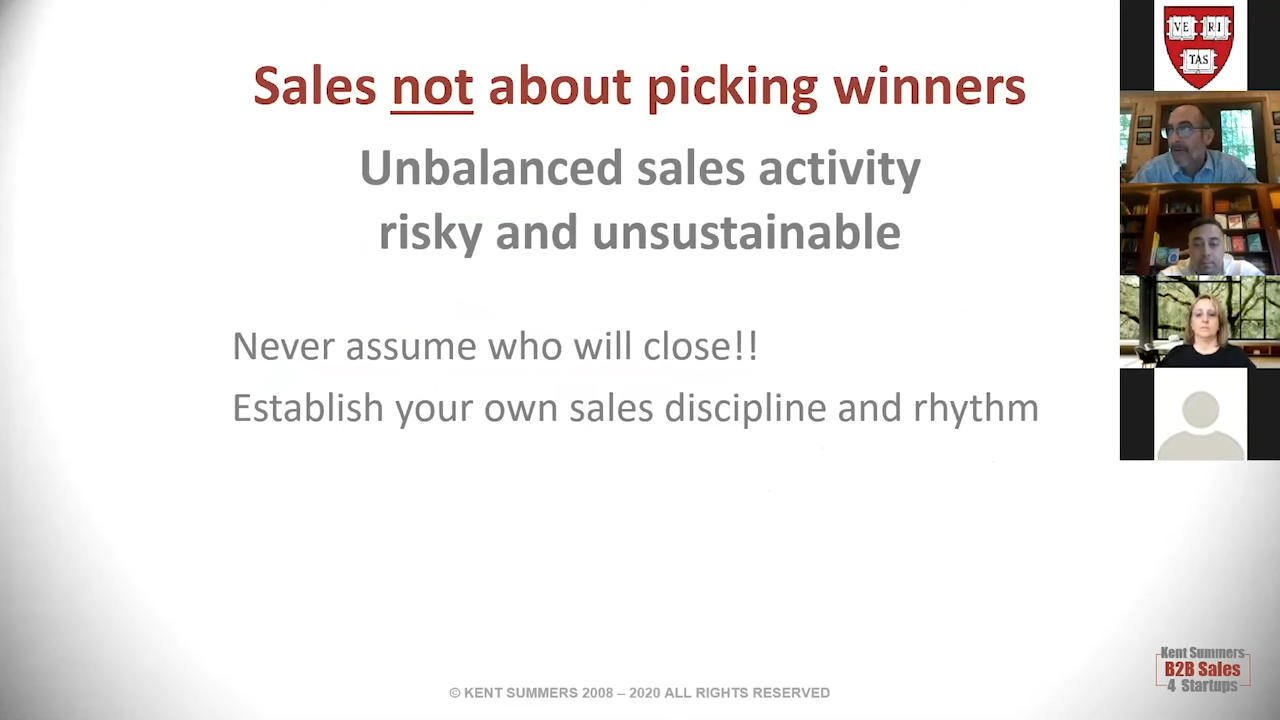 Sales not about picking winners
Unbalanced sales activity
risky and unsustainable
Never assume who will close!!
Establish your own sales discipline and rhythm
© KENT SUMMERS 2008 – 2020 ALL RIGHTS RESERVED
Kent Summers
B2B Sales
4 Startups
VE RI
TAS